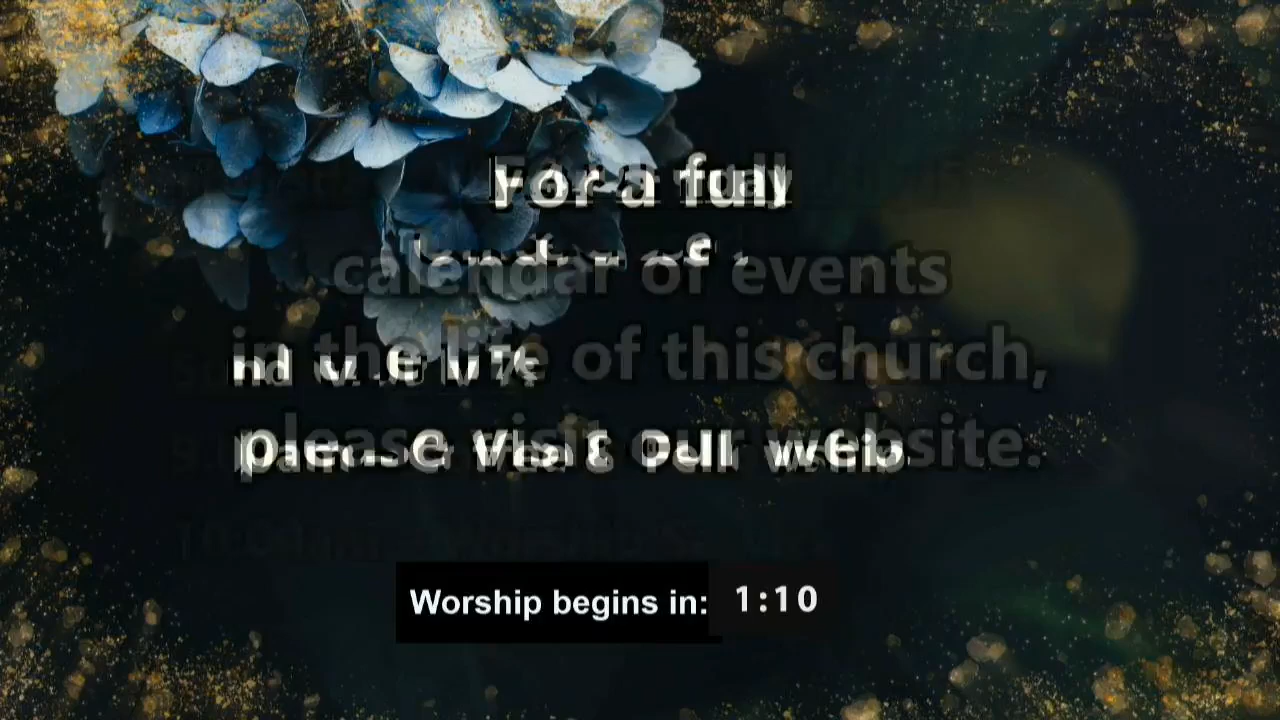 For a full
calendar of events
in the life of this church,
please visit our website.
Worship begins in: 1:10